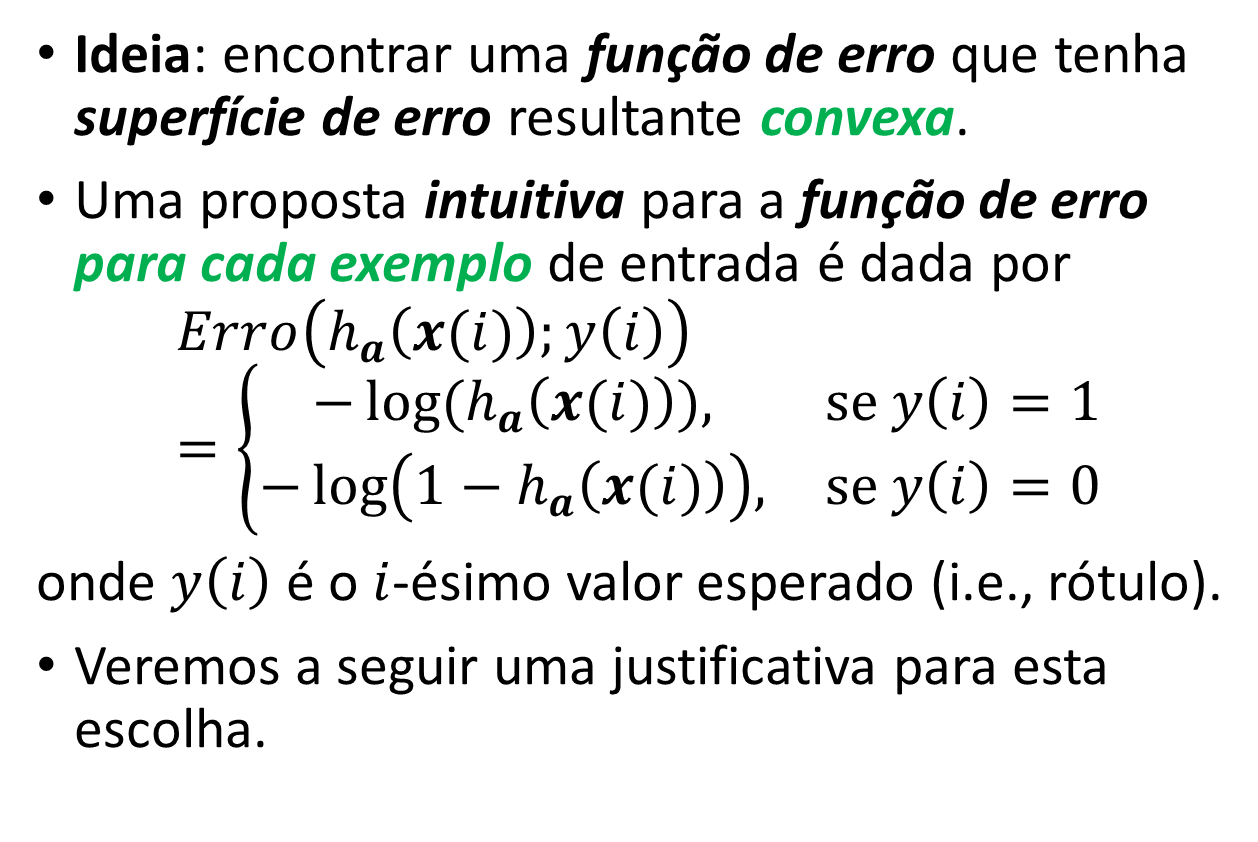 • Ideia: encontrar uma função de erro que tenha
superfície de erro resultante convexa.
• Uma proposta intuitiva para a função de erro
para cada exemplo de entrada é dada por
Erro(hₐ(x(i)); y(i))
= { −log(hₐ(x(i))), se y(i) = 1
−log(1 − hₐ(x(i))), se y(i) = 0
onde y(i) é o i-ésimo valor esperado (i.e., rótulo).
• Veremos a seguir uma justificativa para esta
escolha.